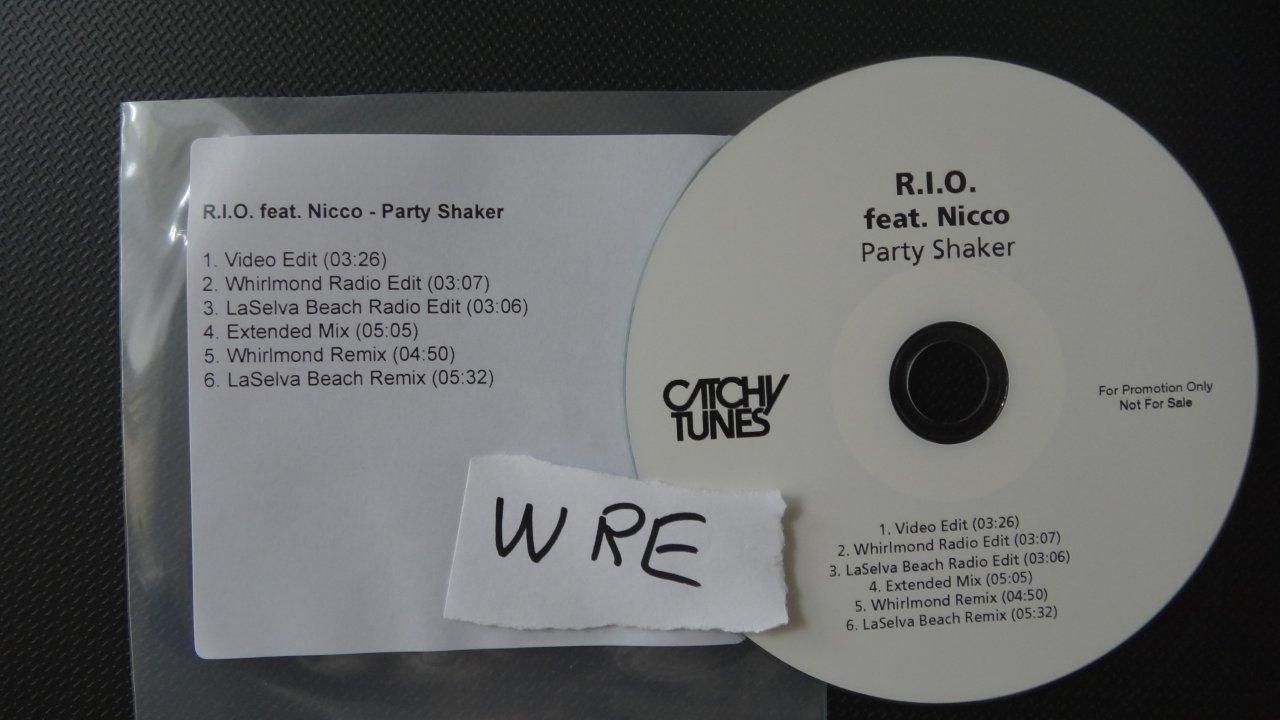 R.I.O. feat. Nicco - Party Shaker
1. Video Edit (03:26)
2. Whirlmond Radio Edit (03:07)
3. LaSelva Beach Radio Edit (03:06)
4. Extended Mix (05:05)
5. Whirlmond Remix (04:50)
6. LaSelva Beach Remix (05:32)
WRE
R.I.O.
feat. Nicco
Party Shaker
CATCHY
TUNES
For Promotion Only
Not For Sale
1. Video Edit (03:26)
2. Whirlmond Radio Edit (03:07)
3. LaSelva Beach Radio Edit (03:06)
4. Extended Mix (05:05)
5. Whirlmond Remix (04:50)
6. LaSelva Beach Remix (05:32)